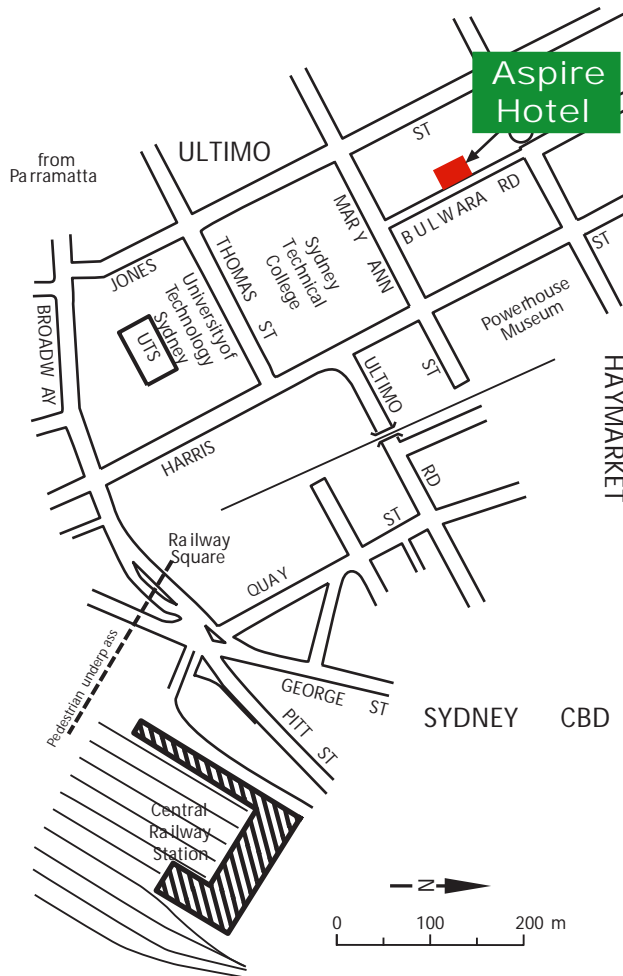 Aspire
Hotel
ST
ULTIMO
from
Parramatta
MARY ANN
BULWARA RD
ST
JONES
THOMAS
ST
Sydney
Technical
College
University of
Technology
Sydney
UTS
BROADWAY
Powerhouse
Museum
ULTIMO
ST
HAYMARKET
HARRIS
RD
ST
Railway
Square
QUAY
Pedestrian underpass
GEORGE ST
PITT ST
SYDNEY CBD
Central
Railway
Station
N
0 100 200 m